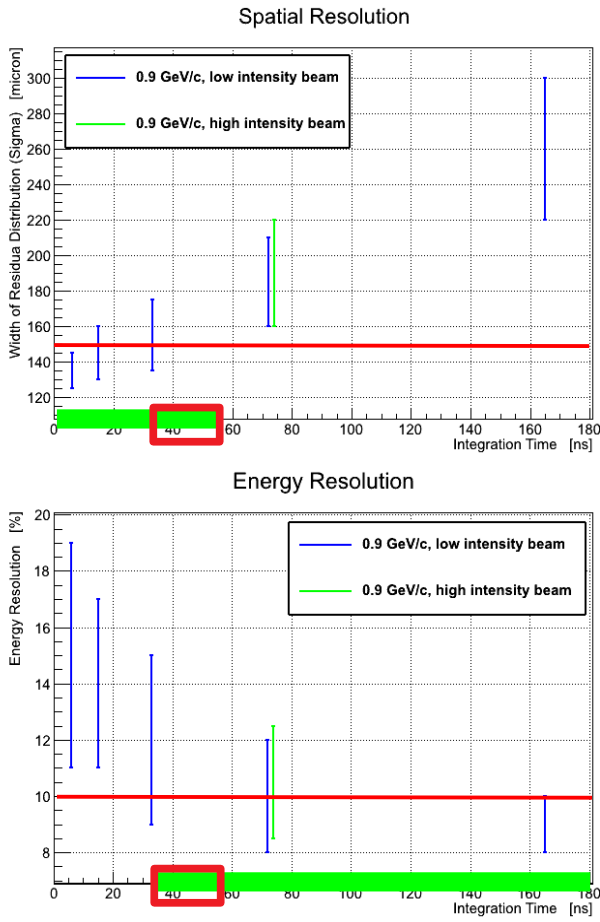 Spatial Resolution
Width of Residua Distribution (Sigma) [micron]
0.9 GeV/c, low intensity beam
0.9 GeV/c, high intensity beam
300
280
260
240
220
200
180
160
140
120
0 20 40 60 80 100 120 140 160 180
Integration Time [ns]
Energy Resolution
Energy Resolution [%]
0.9 GeV/c, low intensity beam
0.9 GeV/c, high intensity beam
20
18
16
14
12
10
8
0 20 40 60 80 100 120 140 160 180
Integration Time [ns]